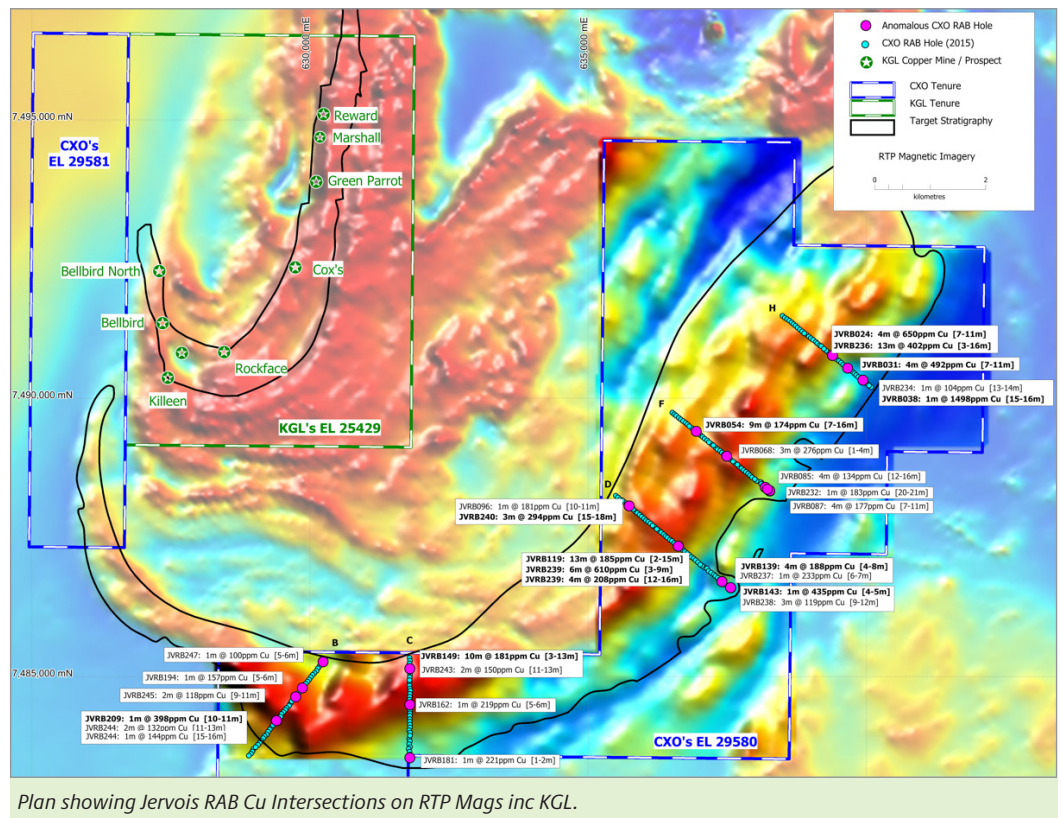 630,000 mE
635,000 mE
7,495,000 mN
7,490,000 mN
7,485,000 mN
Anomalous CXO RAB Hole
CXO RAB Hole (2015)
KGL Copper Mine / Prospect
CXO Tenure
KGL Tenure
Target Stratigraphy
RTP Magnetic Imagery
0 2
kilometres
CXO's
EL 29581
Reward
Marshall
Green Parrot
Cox's
Bellbird North
Bellbird
Rockface
Killeen
KGL's EL 25429
H
JVRB024: 4m @ 650ppm Cu [7-11m]
JVRB236: 13m @ 402ppm Cu [3-16m]
JVRB031: 4m @ 492ppm Cu [7-11m]
JVRB234: 1m @ 104ppm Cu [13-14m]
JVRB038: 1m @ 1498ppm Cu [15-16m]
F
JVRB054: 9m @ 174ppm Cu [7-16m]
JVRB068: 3m @ 276ppm Cu [1-4m]
JVRB085: 4m @ 134ppm Cu [12-16m]
JVRB232: 1m @ 183ppm Cu [20-21m]
JVRB087: 4m @ 177ppm Cu [7-11m]
D
JVRB096: 1m @ 181ppm Cu [10-11m]
JVRB240: 3m @ 294ppm Cu [15-18m]
JVRB119: 13m @ 185ppm Cu [2-15m]
JVRB239: 6m @ 610ppm Cu [3-9m]
JVRB239: 4m @ 208ppm Cu [12-16m]
JVRB139: 4m @ 188ppm Cu [4-8m]
JVRB237: 1m @ 233ppm Cu [6-7m]
JVRB143: 1m @ 435ppm Cu [4-5m]
JVRB238: 3m @ 119ppm Cu [9-12m]
B
C
JVRB247: 1m @ 100ppm Cu [5-6m]
JVRB194: 1m @ 157ppm Cu [5-6m]
JVRB245: 2m @ 118ppm Cu [9-11m]
JVRB209: 1m @ 398ppm Cu [10-11m]
JVRB244: 2m @ 132ppm Cu [11-13m]
JVRB244: 1m @ 144ppm Cu [15-16m]
JVRB149: 10m @ 181ppm Cu [3-13m]
JVRB243: 2m @ 150ppm Cu [11-13m]
JVRB162: 1m @ 219ppm Cu [5-6m]
JVRB181: 1m @ 221ppm Cu [1-2m]
CXO's EL 29580
Plan showing Jervois RAB Cu Intersections on RTP Mags inc KGL.